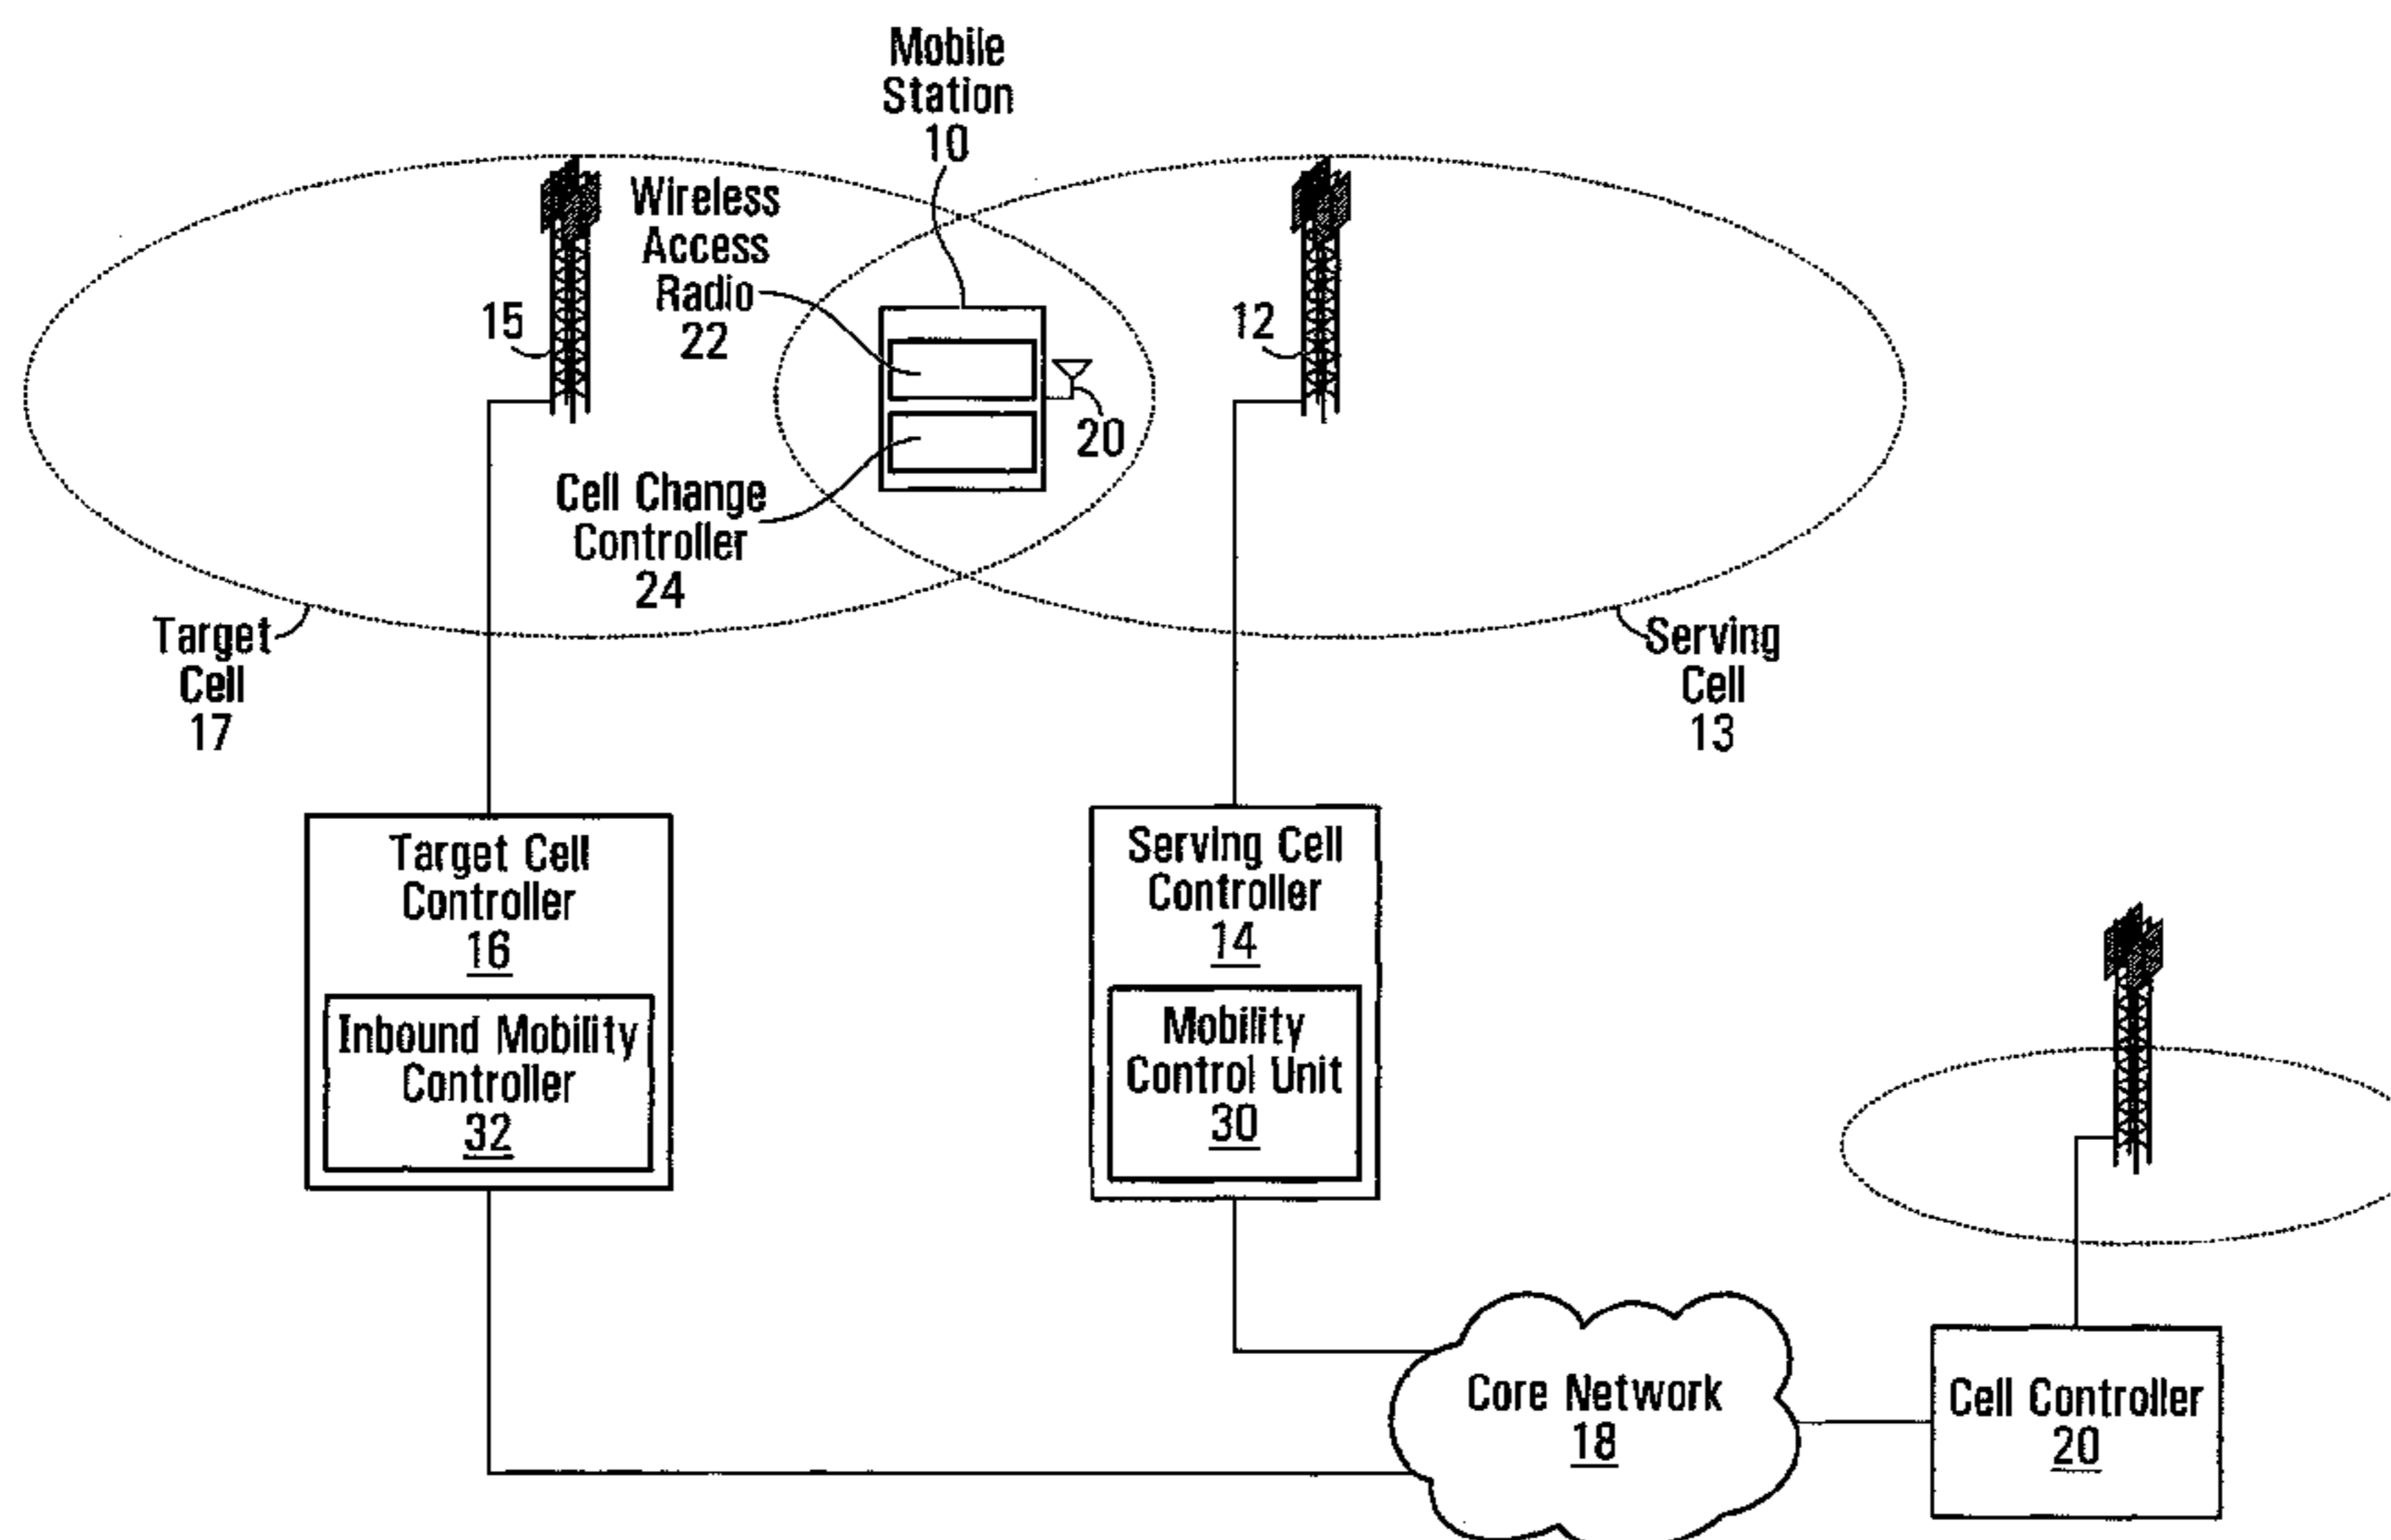 Mobile
Station
10
Wireless
Access
Radio
22
15
12
20
Cell Change
Controller
24
Target
Cell
17
Serving
Cell
13
Target Cell
Controller
16
Inbound Mobility
Controller
32
Serving Cell
Controller
14
Mobility
Control Unit
30
Core Network
18
Cell Controller
20